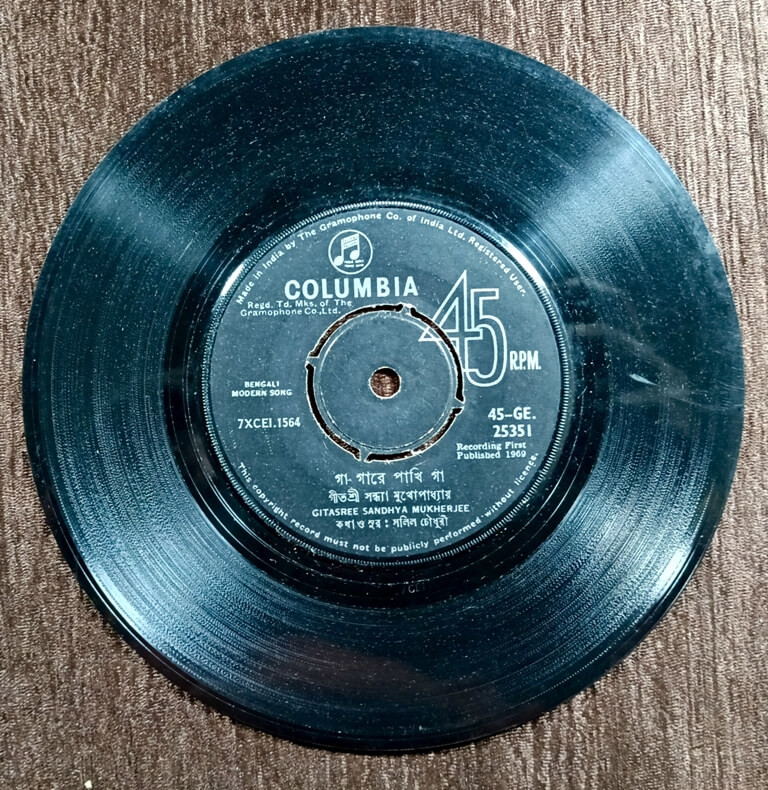 Made in India by The Gramophone Co. of India Ltd. Registered User.
COLUMBIA
Regd. Td. Mks. of The
Gramophone Co.,Ltd.
45 R.P.M.
BENGALI
MODERN SONG
7XCEI.1564
45-GE.
25351
Recording First
Published 1969
গা-গারে পাখি গা
গীতশ্রী সন্ধ্যা মুখোপাধ্যায়
GITASREE SANDHYA MUKHERJEE
কথা ও সুর : সলিল চৌধুরী
This copyright record must not be publicly performed without licence.